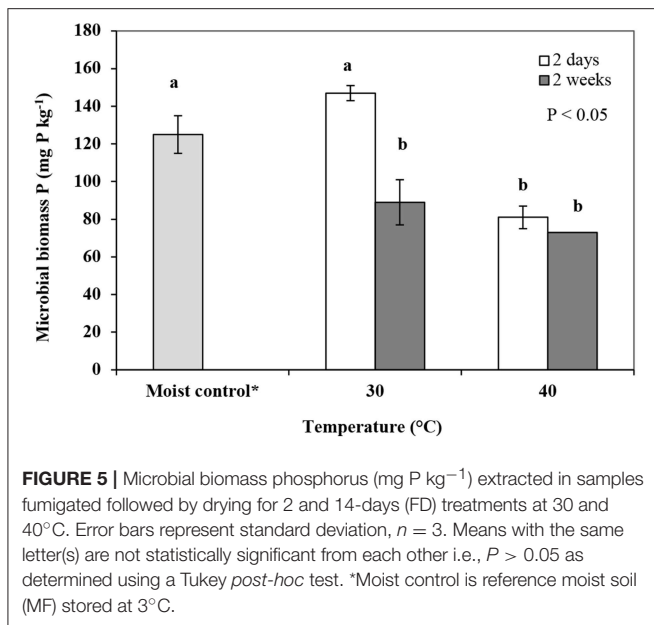 180
160
140
120
100
80
60
40
20
0
Microbial biomass P (mg P kg⁻¹)
a
a
b
b
b
2 days
2 weeks
P < 0.05
Moist control*
30
40
Temperature (°C)
FIGURE 5 | Microbial biomass phosphorus (mg P kg−1) extracted in samples
fumigated followed by drying for 2 and 14-days (FD) treatments at 30 and
40°C. Error bars represent standard deviation, n = 3. Means with the same
letter(s) are not statistically significant from each other i.e., P > 0.05 as
determined using a Tukey post-hoc test. *Moist control is reference moist soil
(MF) stored at 3°C.